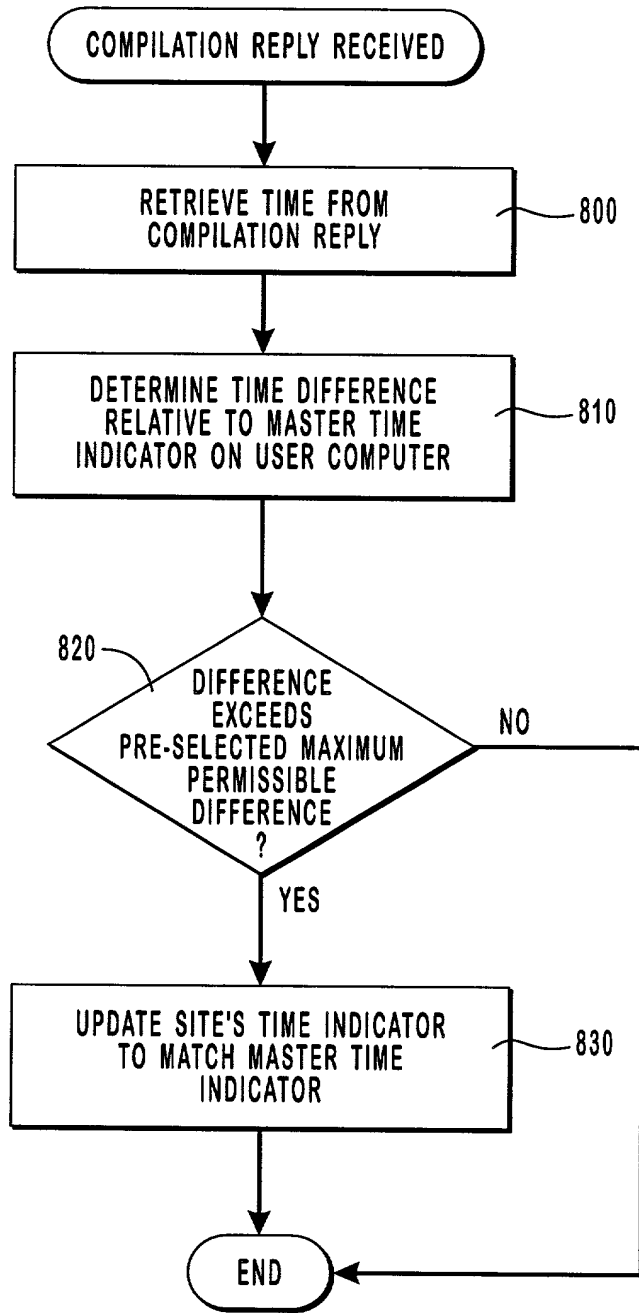 COMPILATION REPLY RECEIVED
RETRIEVE TIME FROM
COMPILATION REPLY
800
DETERMINE TIME DIFFERENCE
RELATIVE TO MASTER TIME
INDICATOR ON USER COMPUTER
810
820
DIFFERENCE
EXCEEDS
PRE-SELECTED MAXIMUM
PERMISSIBLE
DIFFERENCE
?
NO
YES
UPDATE SITE'S TIME INDICATOR
TO MATCH MASTER TIME
INDICATOR
830
END